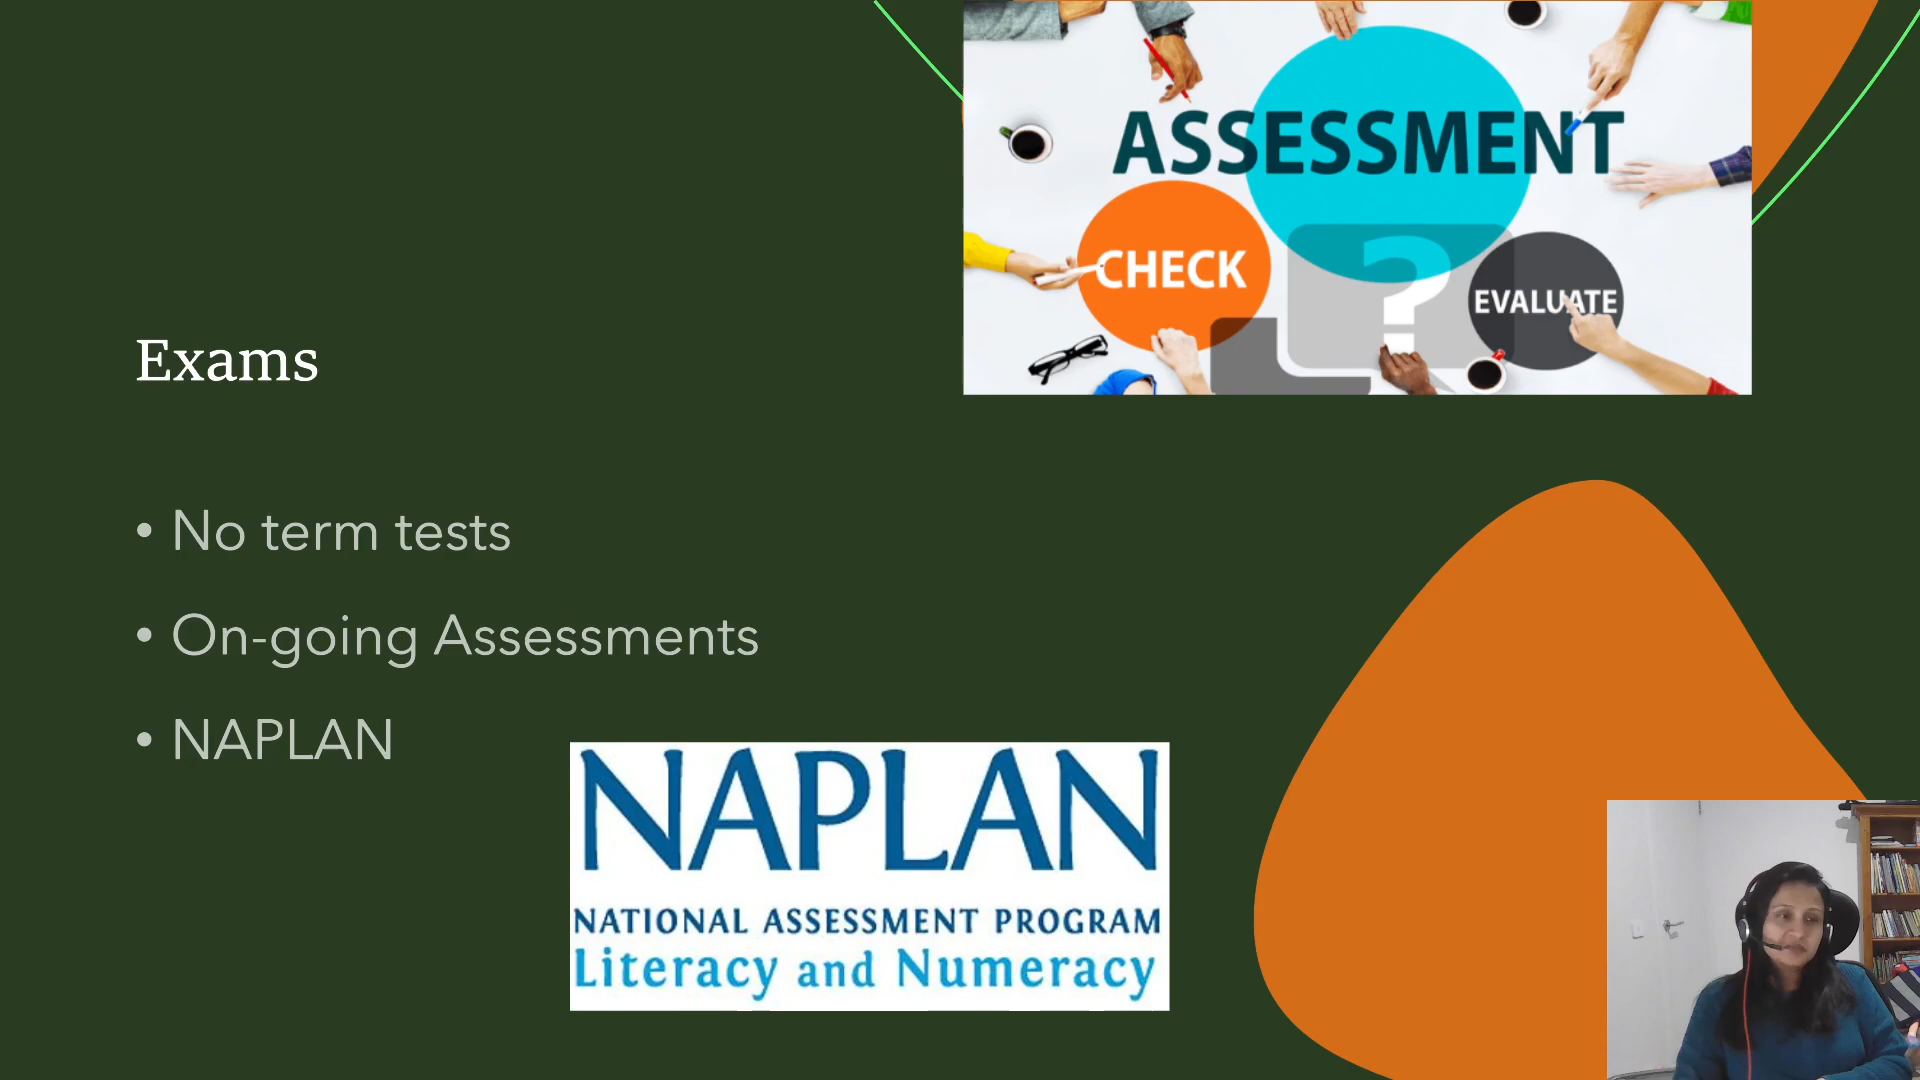 ASSESSMENT
CHECK
?
EVALUATE
Exams
• No term tests
• On-going Assessments
• NAPLAN
NAPLAN
NATIONAL ASSESSMENT PROGRAM
Literacy and Numeracy